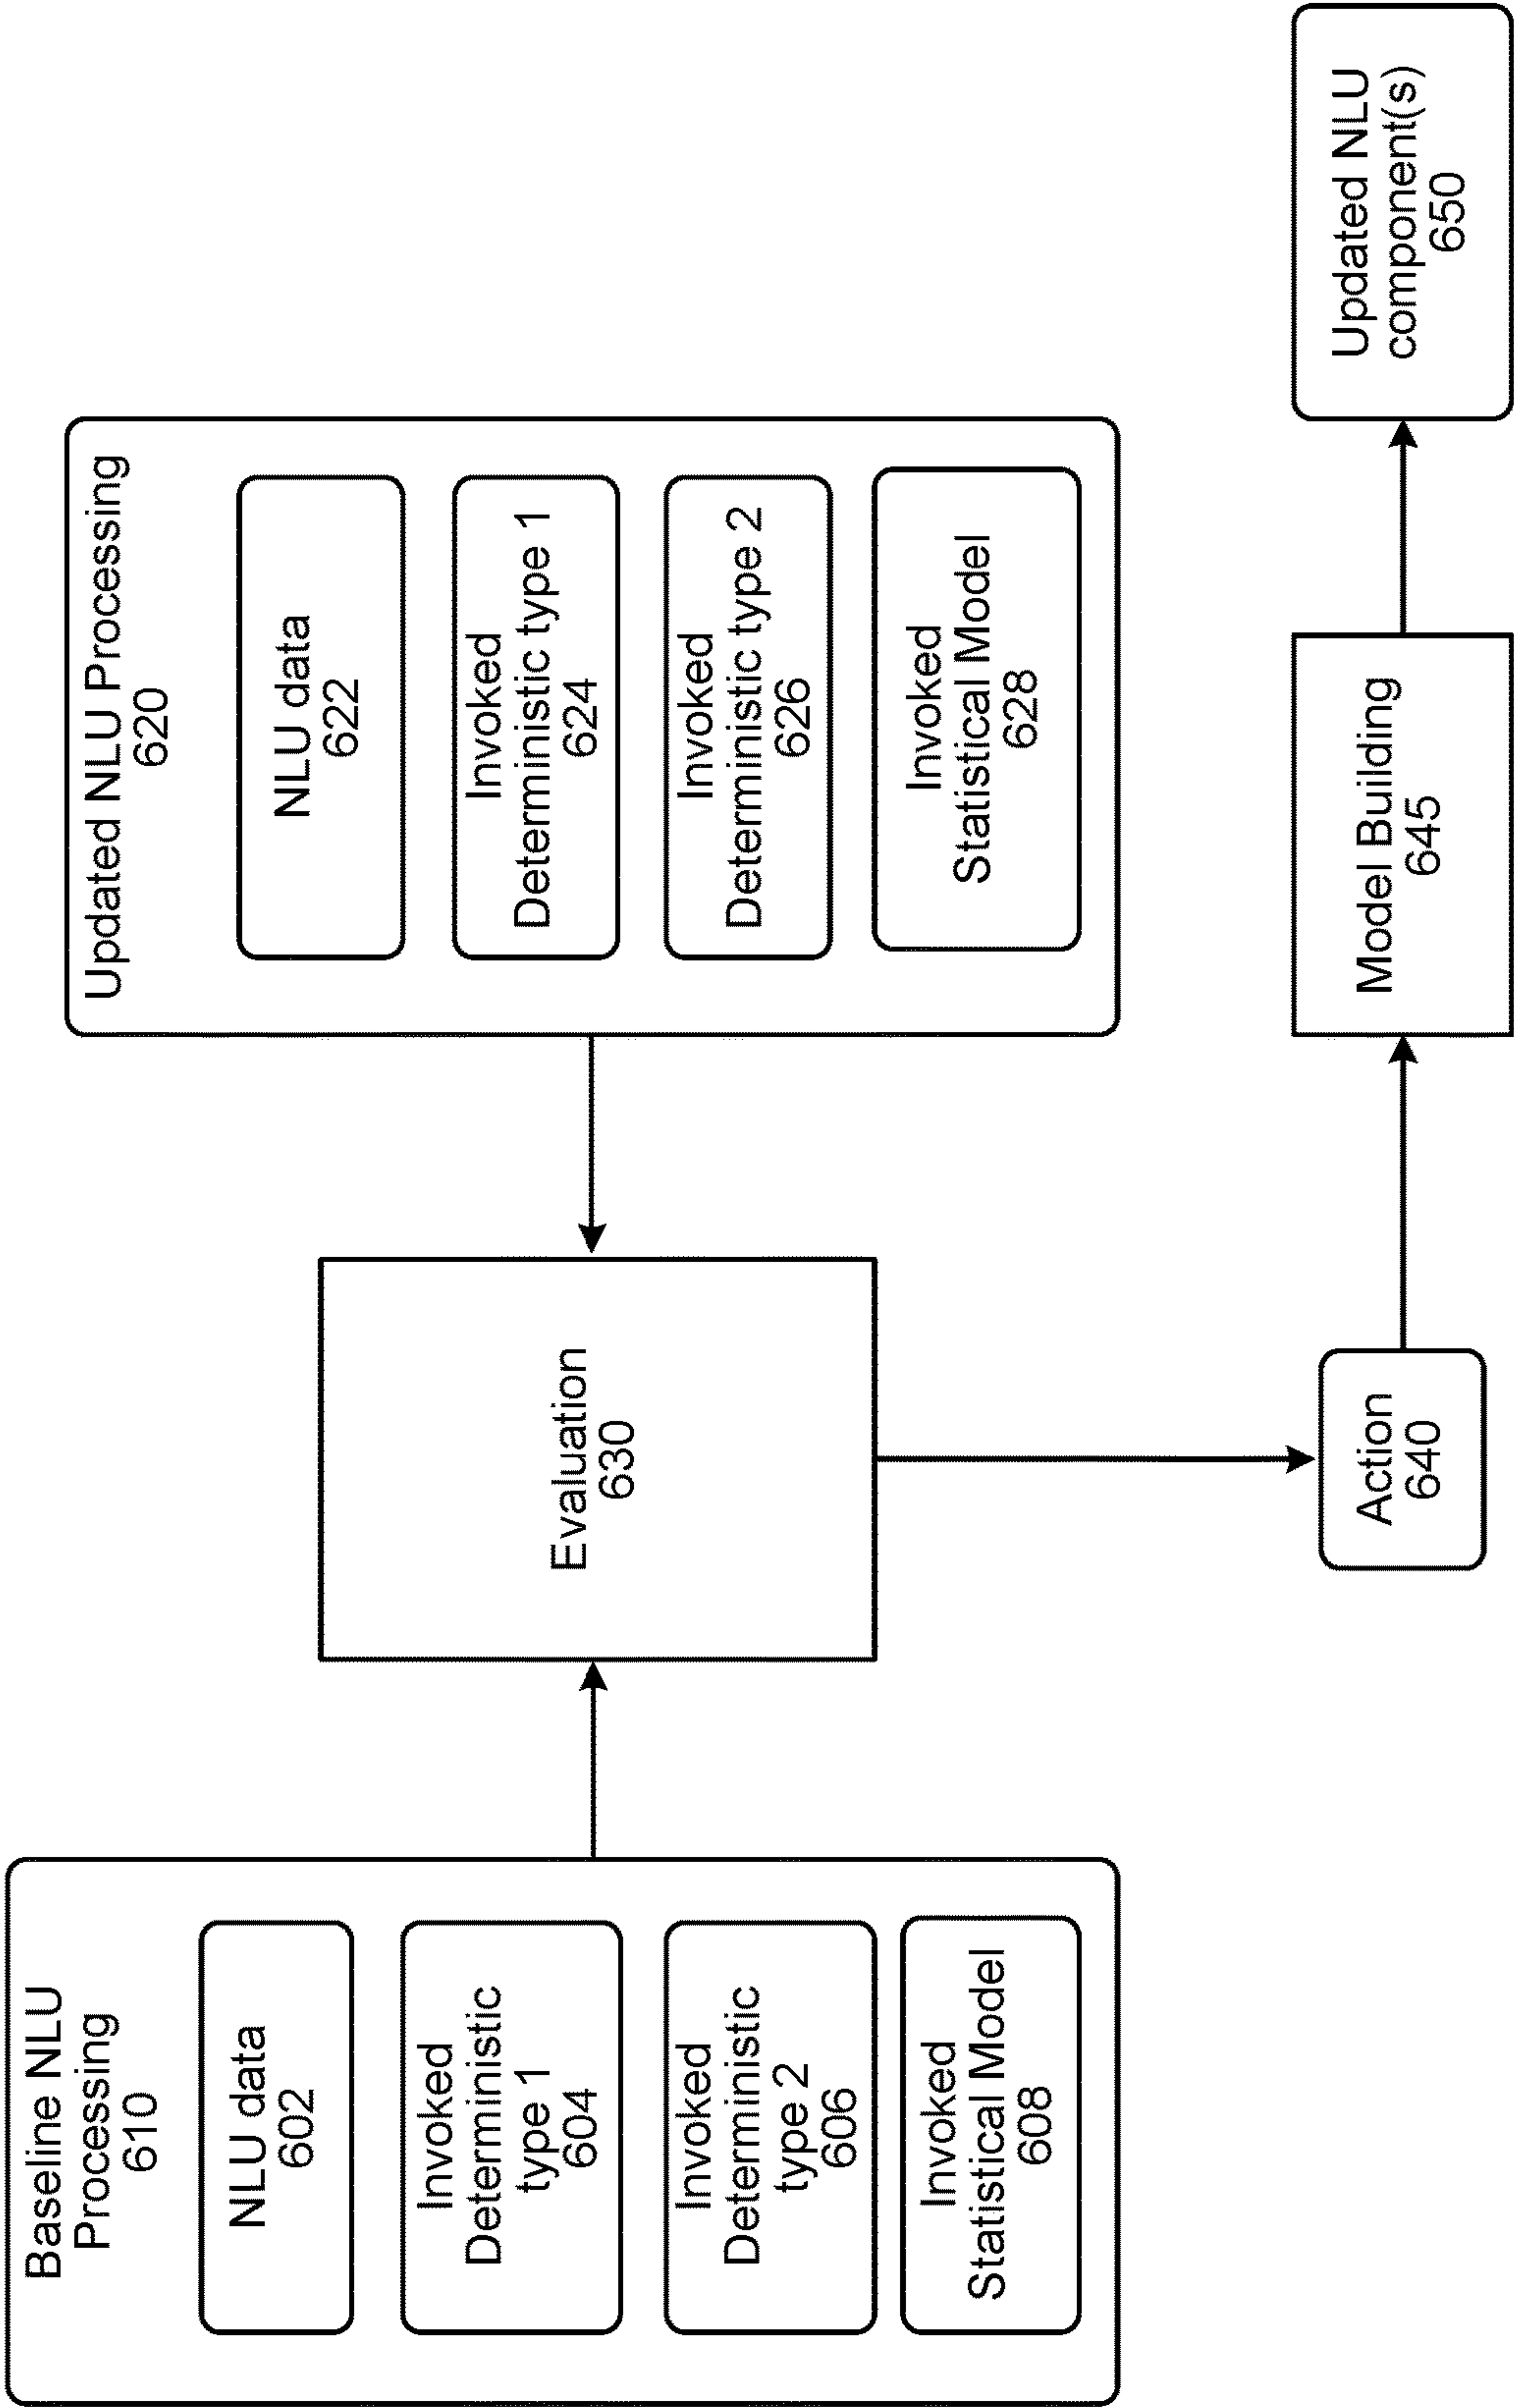 Baseline NLU
Processing
610
NLU data
602
Invoked
Deterministic
type 1
604
Invoked
Deterministic
type 2
606
Invoked
Statistical Model
608
Evaluation
630
Updated NLU Processing
620
NLU data
622
Invoked
Deterministic type 1
624
Invoked
Deterministic type 2
626
Invoked
Statistical Model
628
Action
640
Model Building
645
Updated NLU
component(s)
650